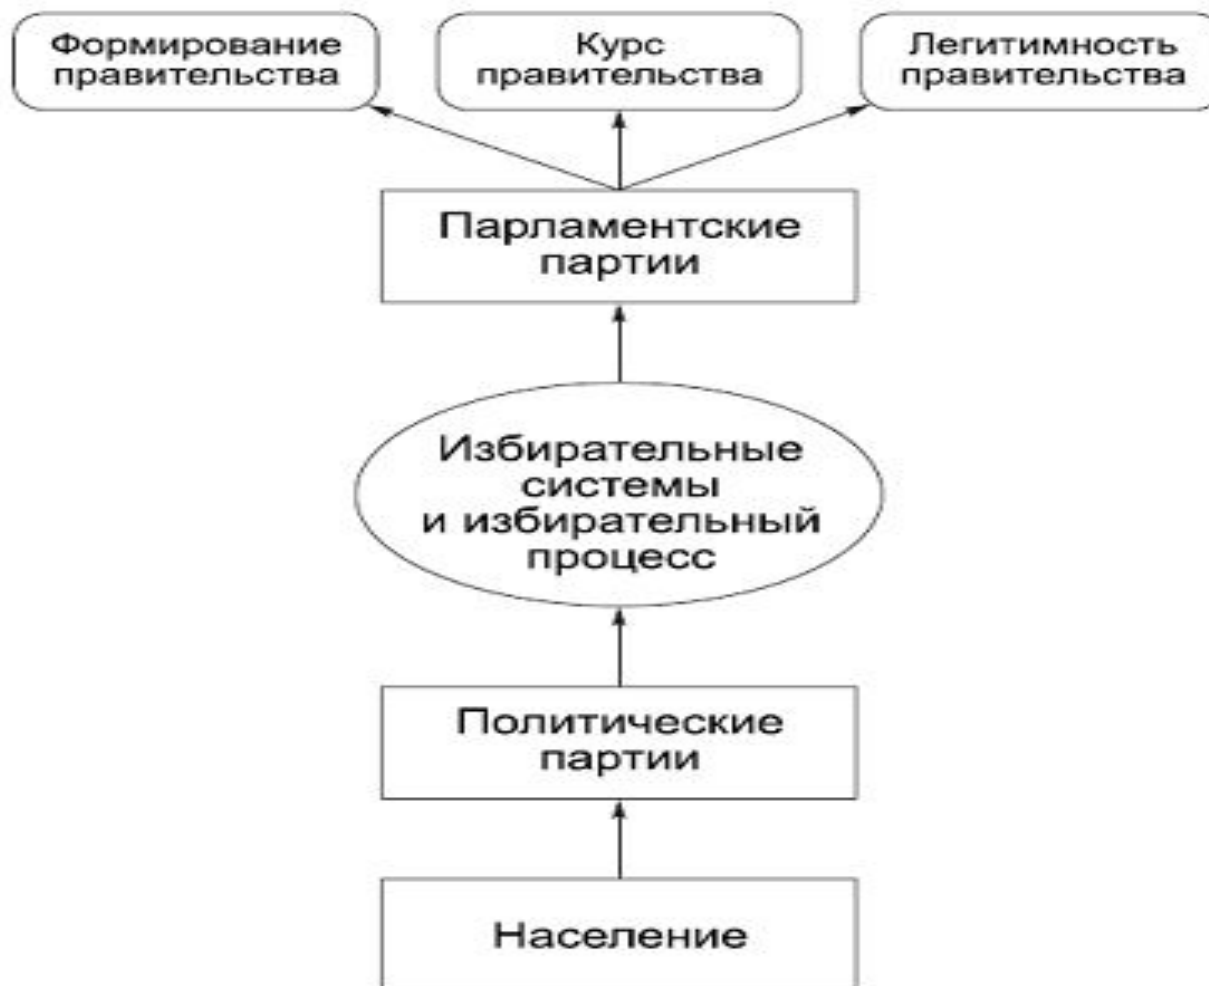 Формирование
правительства
Курс
правительства
Легитимность
правительства
Парламентские
партии
Избирательные
системы
и избирательный
процесс
Политические
партии
Население